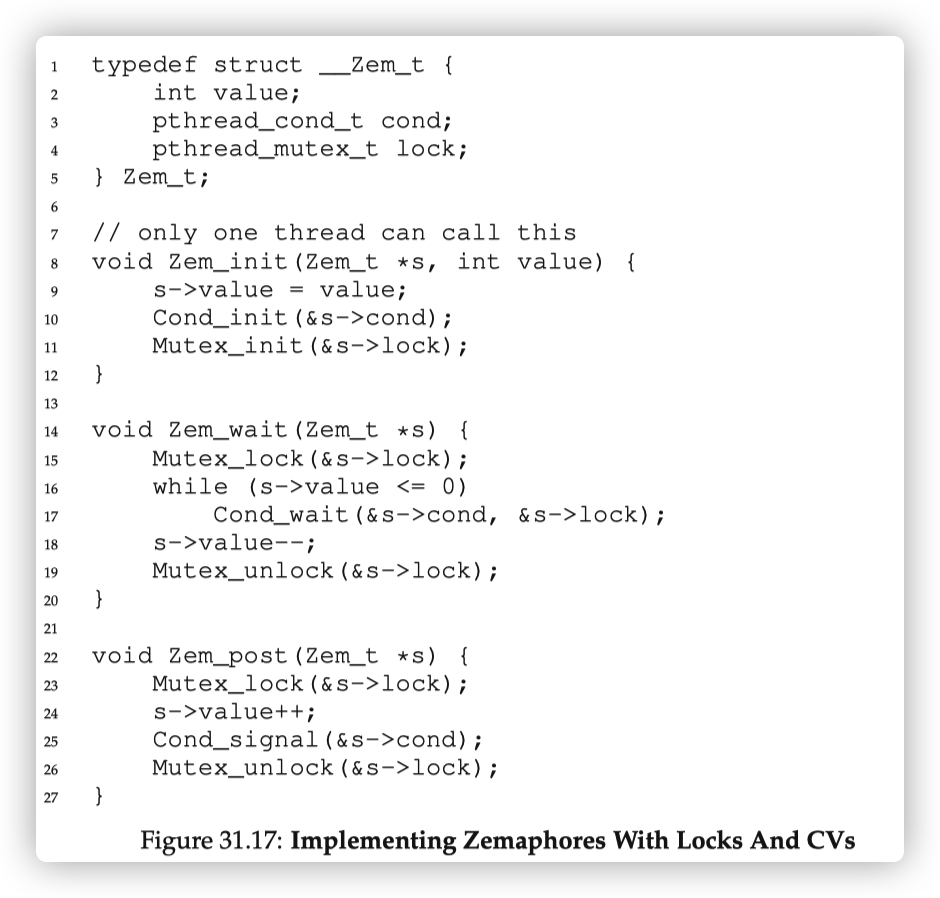 1 typedef struct __Zem_t {
2 int value;
3 pthread_cond_t cond;
4 pthread_mutex_t lock;
5 } Zem_t;
6
7 // only one thread can call this
8 void Zem_init(Zem_t *s, int value) {
9 s->value = value;
10 Cond_init(&s->cond);
11 Mutex_init(&s->lock);
12 }
13
14 void Zem_wait(Zem_t *s) {
15 Mutex_lock(&s->lock);
16 while (s->value <= 0)
17 Cond_wait(&s->cond, &s->lock);
18 s->value--;
19 Mutex_unlock(&s->lock);
20 }
21
22 void Zem_post(Zem_t *s) {
23 Mutex_lock(&s->lock);
24 s->value++;
25 Cond_signal(&s->cond);
26 Mutex_unlock(&s->lock);
27 }
Figure 31.17: Implementing Zemaphores With Locks And CVs